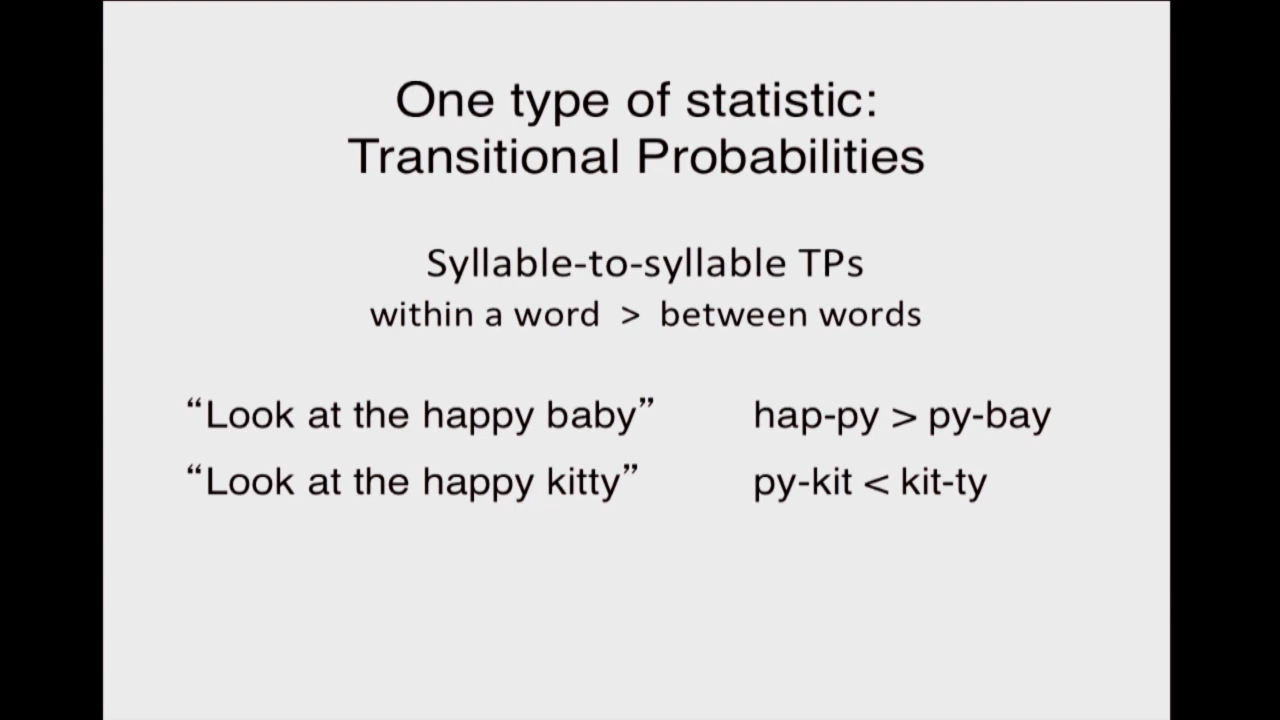 One type of statistic:
Transitional Probabilities
Syllable-to-syllable TPs
within a word > between words
“Look at the happy baby” hap-py > py-bay
“Look at the happy kitty” py-kit < kit-ty